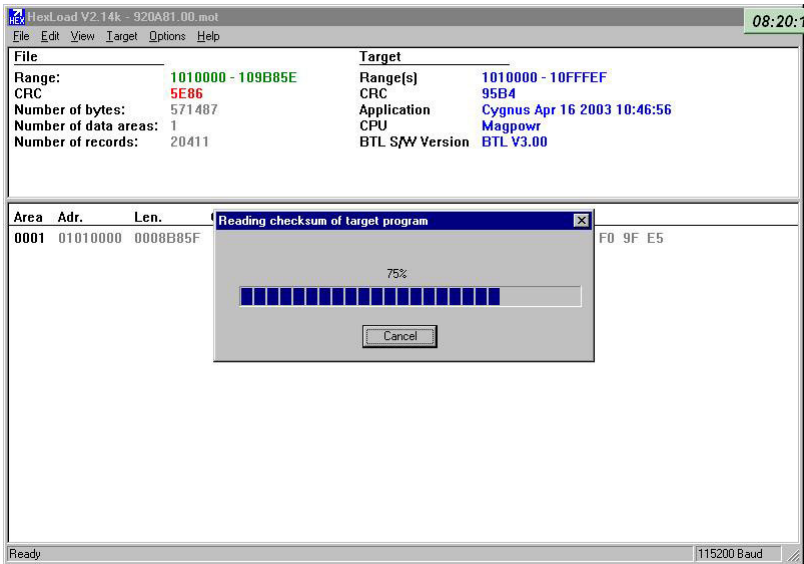 HexLoad V2.14k - 920A81.00.mot
08:20:1
File Edit View Target Options Help
File
Range: 1010000 - 109B85E
CRC 5E86
Number of bytes: 571487
Number of data areas: 1
Number of records: 20411
Target
Range(s) 1010000 - 10FFFEF
CRC 95B4
Application Cygnus Apr 16 2003 10:46:56
CPU Magpowr
BTL S/W Version BTL V3.00
Area Adr. Len.
0001 01010000 0008B85F F0 9F E5
Reading checksum of target program
75%
Cancel
Ready 115200 Baud